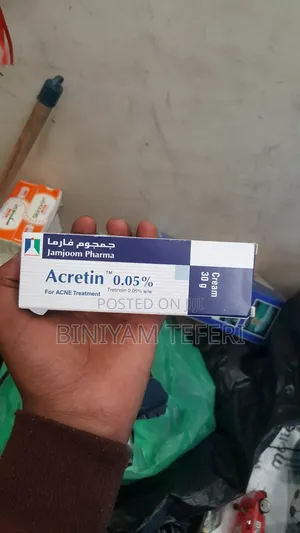 جمجوم فارما
Jamjoom Pharma
Acretin™ 0.05%
For ACNE Treatment
Tretinoin 0.05% w/w
Cream
30 g
POSTED ON
BINIYAM TEFERI